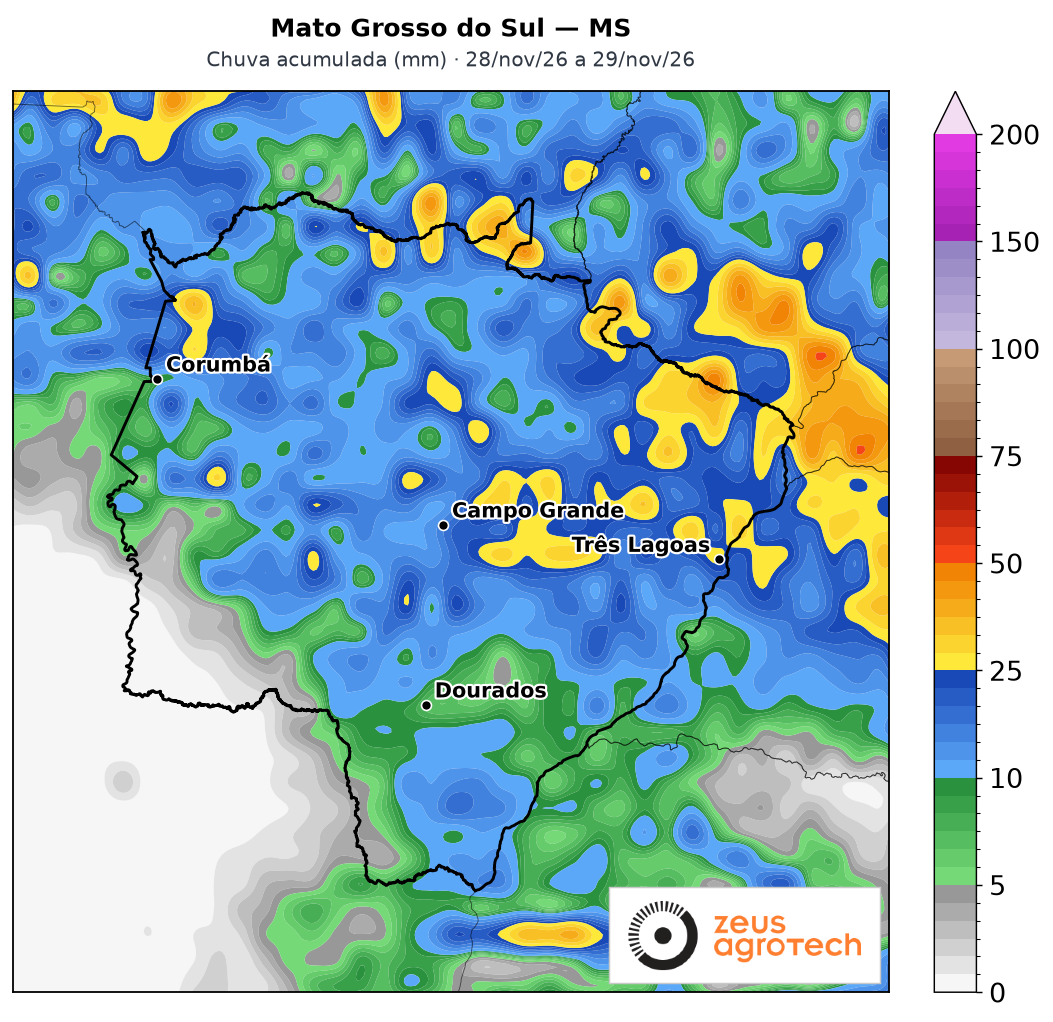 Mato Grosso do Sul — MS
Chuva acumulada (mm) · 28/nov/26 a 29/nov/26
200
150
100
75
50
25
10
5
0
Corumbá
Campo Grande
Três Lagoas
Dourados
zeus
agrotech